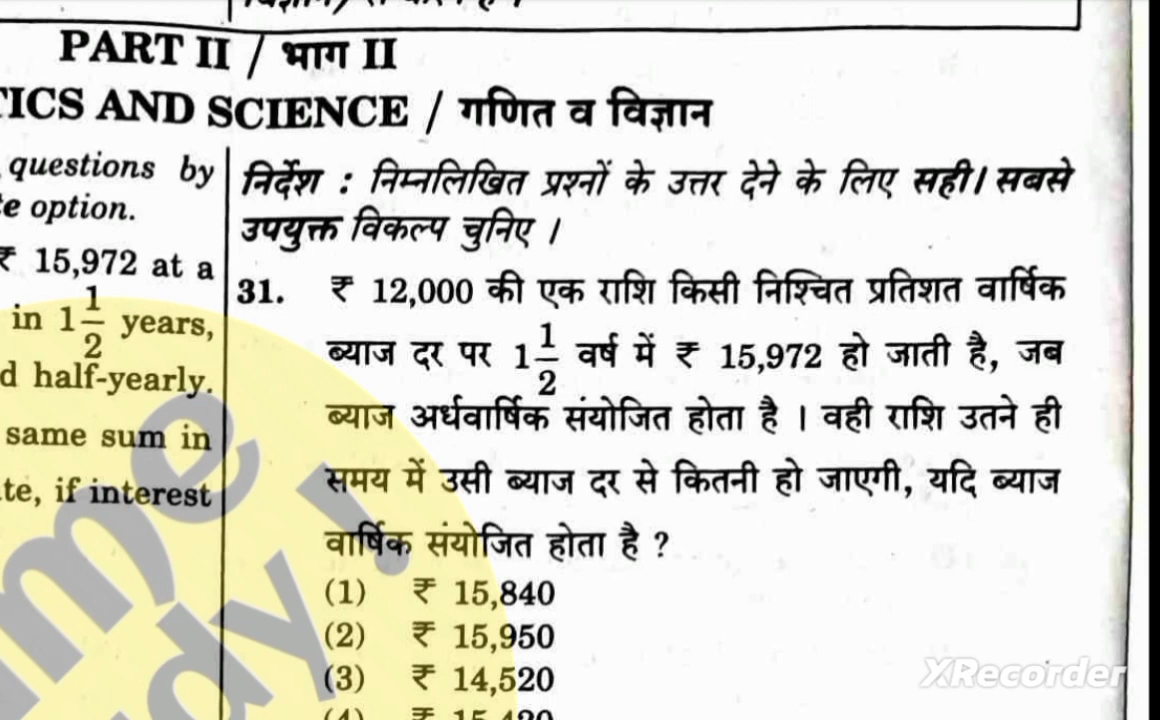 PART II / भाग II
TICS AND SCIENCE / गणित व विज्ञान
questions by
te option.
₹ 15,972 at a
in 1 1/2 years,
d half-yearly.
same sum in
te, if interest
निर्देश : निम्नलिखित प्रश्नों के उत्तर देने के लिए सही/सबसे
उपयुक्त विकल्प चुनिए ।
31. ₹ 12,000 की एक राशि किसी निश्चित प्रतिशत वार्षिक
ब्याज दर पर 1 1/2 वर्ष में ₹ 15,972 हो जाती है, जब
ब्याज अर्धवार्षिक संयोजित होता है । वही राशि उतने ही
समय में उसी ब्याज दर से कितनी हो जाएगी, यदि ब्याज
वार्षिक संयोजित होता है ?
(1) ₹ 15,840
(2) ₹ 15,950
(3) ₹ 14,520
XRecorder